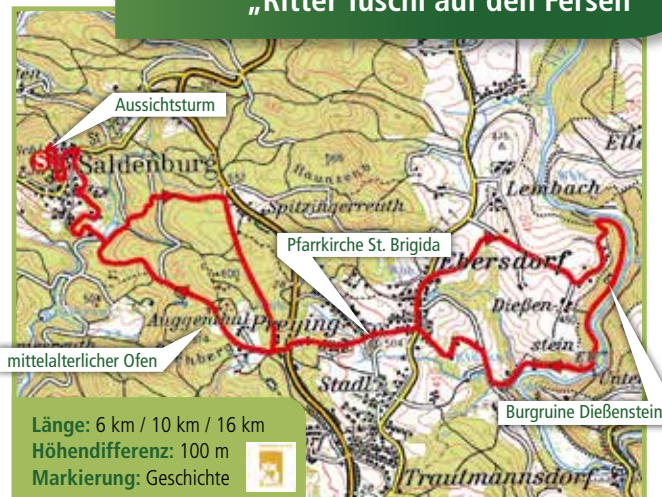 „Ritter Tuschl auf den Fersen“
Aussichtsturm
S
Saldenburg
Spitzingerreuth
Lembach
Pfarrkirche St. Brigida
Ebersdorf
Dießen-
stein
Auggenthal
Preying
mittelalterlicher Ofen
Stadl
Burgruine Dießenstein
Trautmannsdorf
Länge: 6 km / 10 km / 16 km
Höhendifferenz: 100 m
Markierung: Geschichte